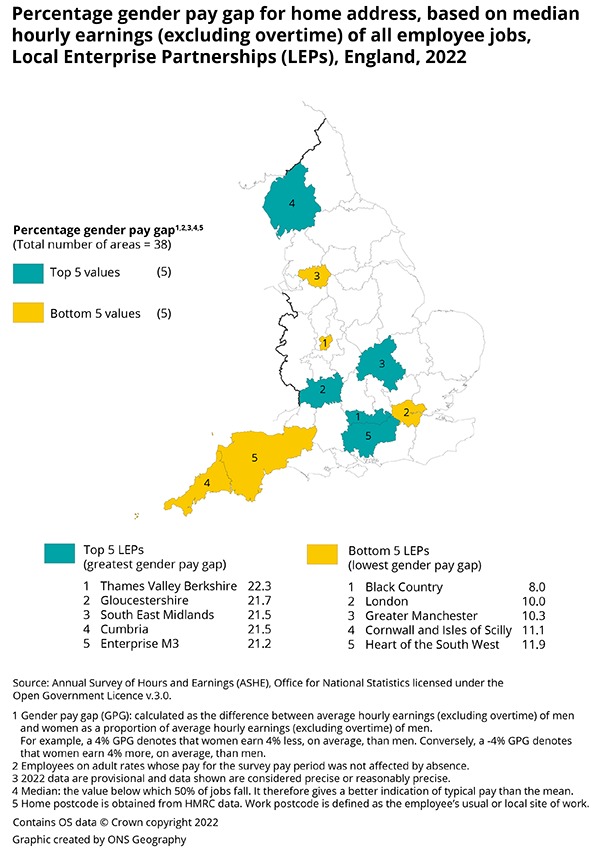 Percentage gender pay gap for home address, based on median
hourly earnings (excluding overtime) of all employee jobs,
Local Enterprise Partnerships (LEPs), England, 2022
Percentage gender pay gap1,2,3,4,5
(Total number of areas = 38)
Top 5 values (5)
Bottom 5 values (5)
4
3
1
3
2
1
2
5
5
4
Top 5 LEPs
(greatest gender pay gap)
1 Thames Valley Berkshire 22.3
2 Gloucestershire 21.7
3 South East Midlands 21.5
4 Cumbria 21.5
5 Enterprise M3 21.2
Bottom 5 LEPs
(lowest gender pay gap)
1 Black Country 8.0
2 London 10.0
3 Greater Manchester 10.3
4 Cornwall and Isles of Scilly 11.1
5 Heart of the South West 11.9
Source: Annual Survey of Hours and Earnings (ASHE), Office for National Statistics licensed under the
Open Government Licence v.3.0.
1 Gender pay gap (GPG): calculated as the difference between average hourly earnings (excluding overtime) of men
and women as a proportion of average hourly earnings (excluding overtime) of men.
For example, a 4% GPG denotes that women earn 4% less, on average, than men. Conversely, a -4% GPG denotes
that women earn 4% more, on average, than men.
2 Employees on adult rates whose pay for the survey pay period was not affected by absence.
3 2022 data are provisional and data shown are considered precise or reasonably precise.
4 Median: the value below which 50% of jobs fall. It therefore gives a better indication of typical pay than the mean.
5 Home postcode is obtained from HMRC data. Work postcode is defined as the employee's usual or local site of work.
Contains OS data © Crown copyright 2022
Graphic created by ONS Geography